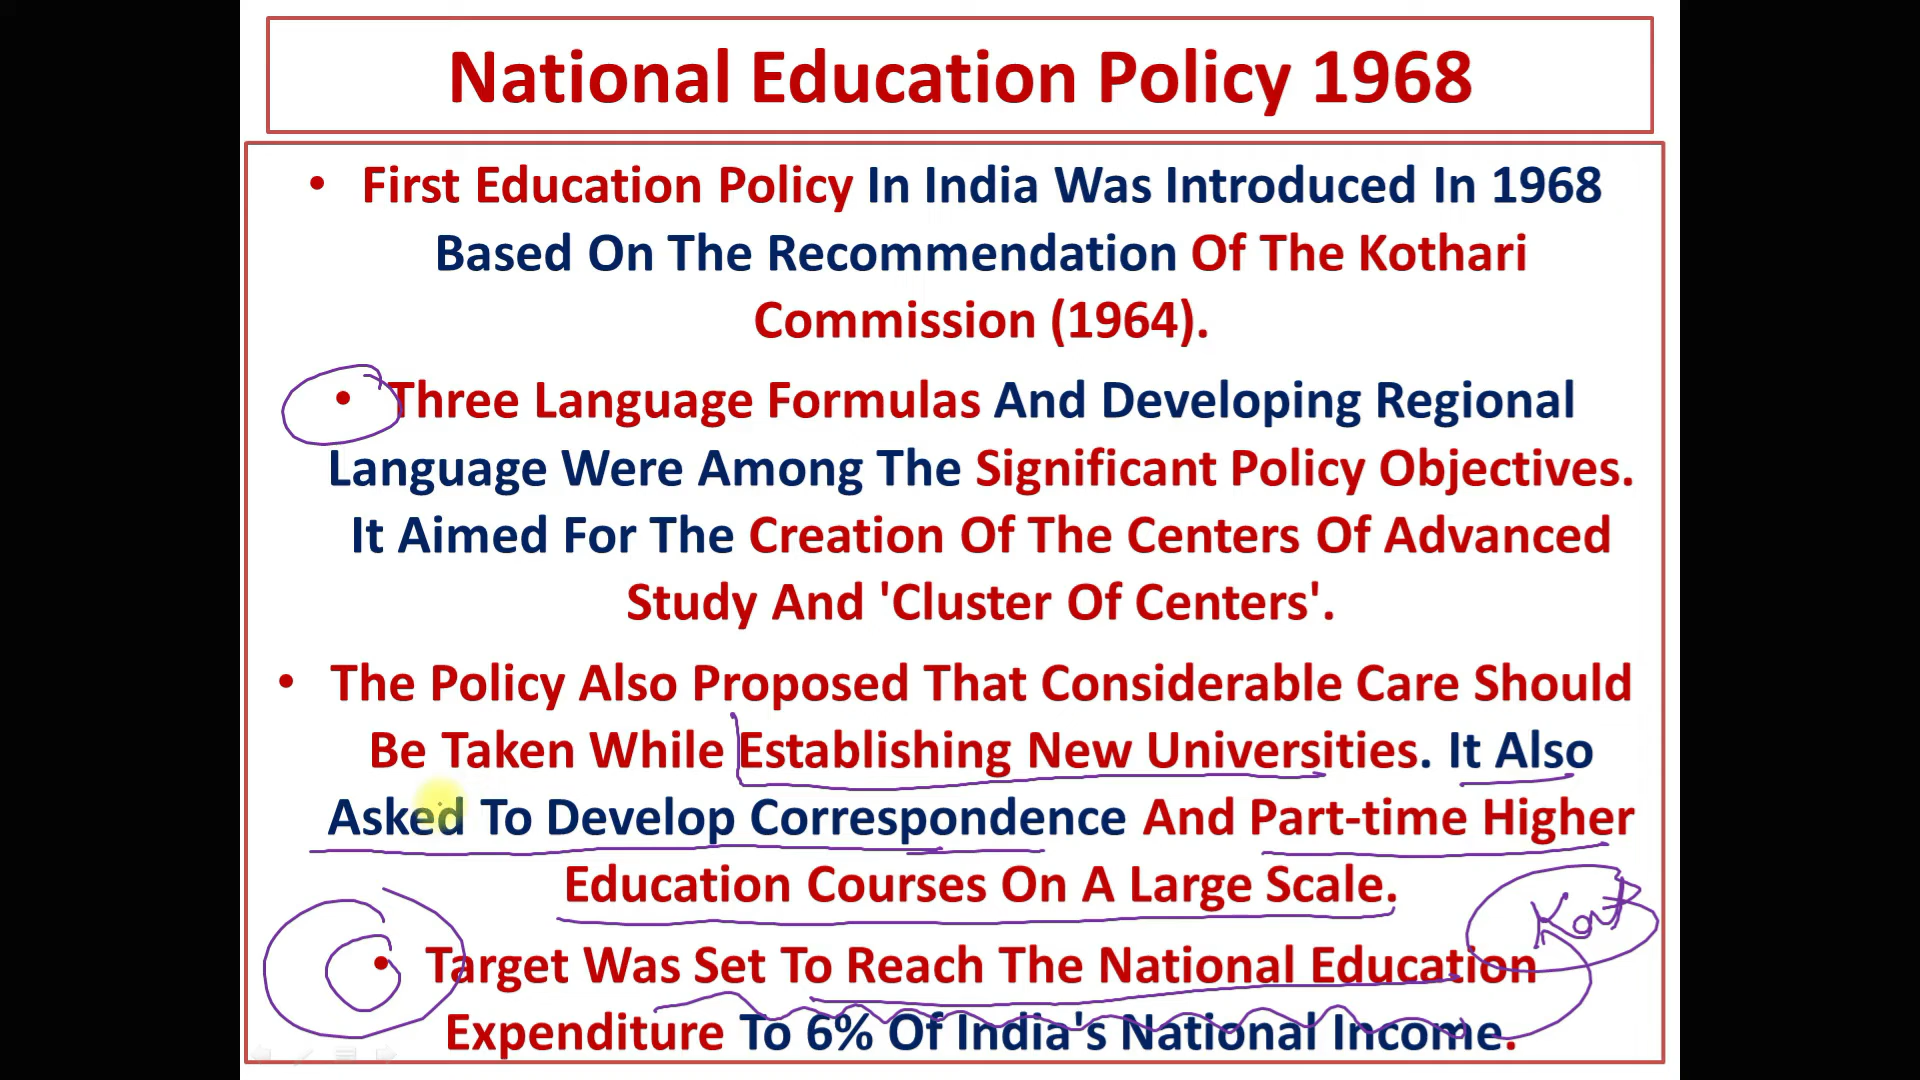 National Education Policy 1968
• First Education Policy In India Was Introduced In 1968
Based On The Recommendation Of The Kothari
Commission (1964).
• Three Language Formulas And Developing Regional
Language Were Among The Significant Policy Objectives.
It Aimed For The Creation Of The Centers Of Advanced
Study And 'Cluster Of Centers'.
• The Policy Also Proposed That Considerable Care Should
Be Taken While Establishing New Universities. It Also
Asked To Develop Correspondence And Part-time Higher
Education Courses On A Large Scale.
• Target Was Set To Reach The National Education
Expenditure To 6% Of India's National Income.